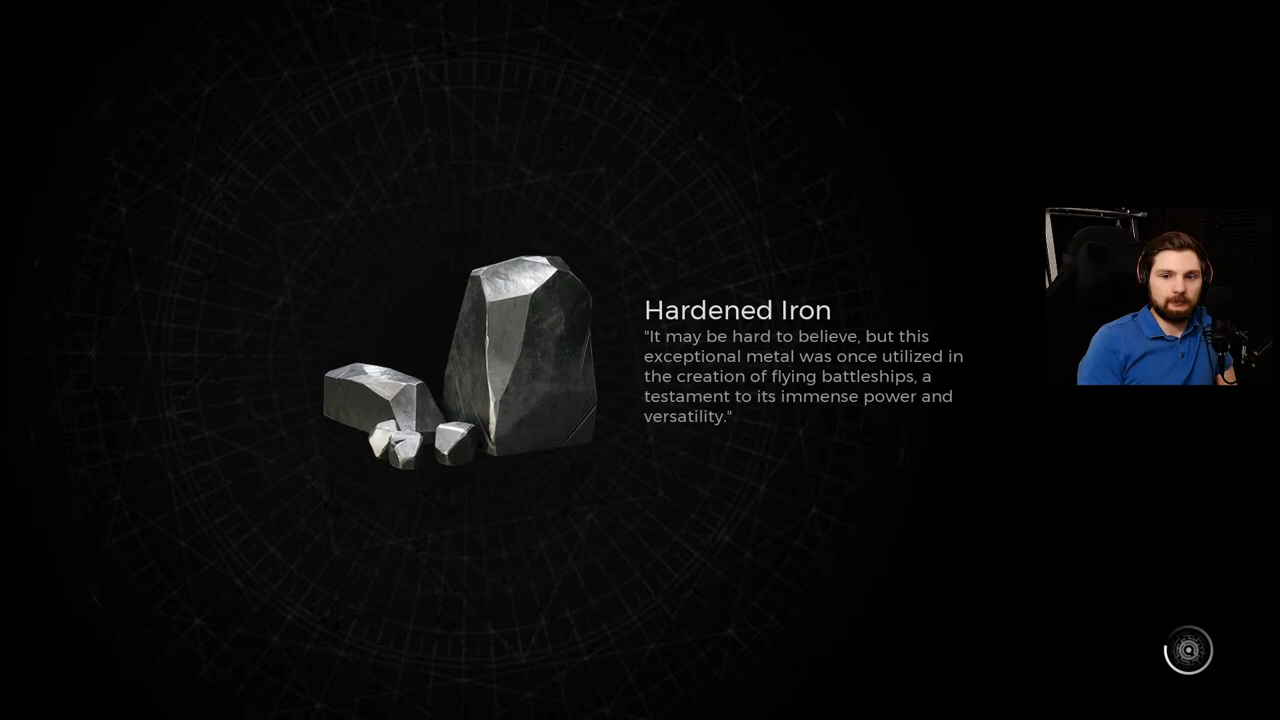 Hardened Iron
"It may be hard to believe, but this
exceptional metal was once utilized in
the creation of flying battleships, a
testament to its immense power and
versatility."